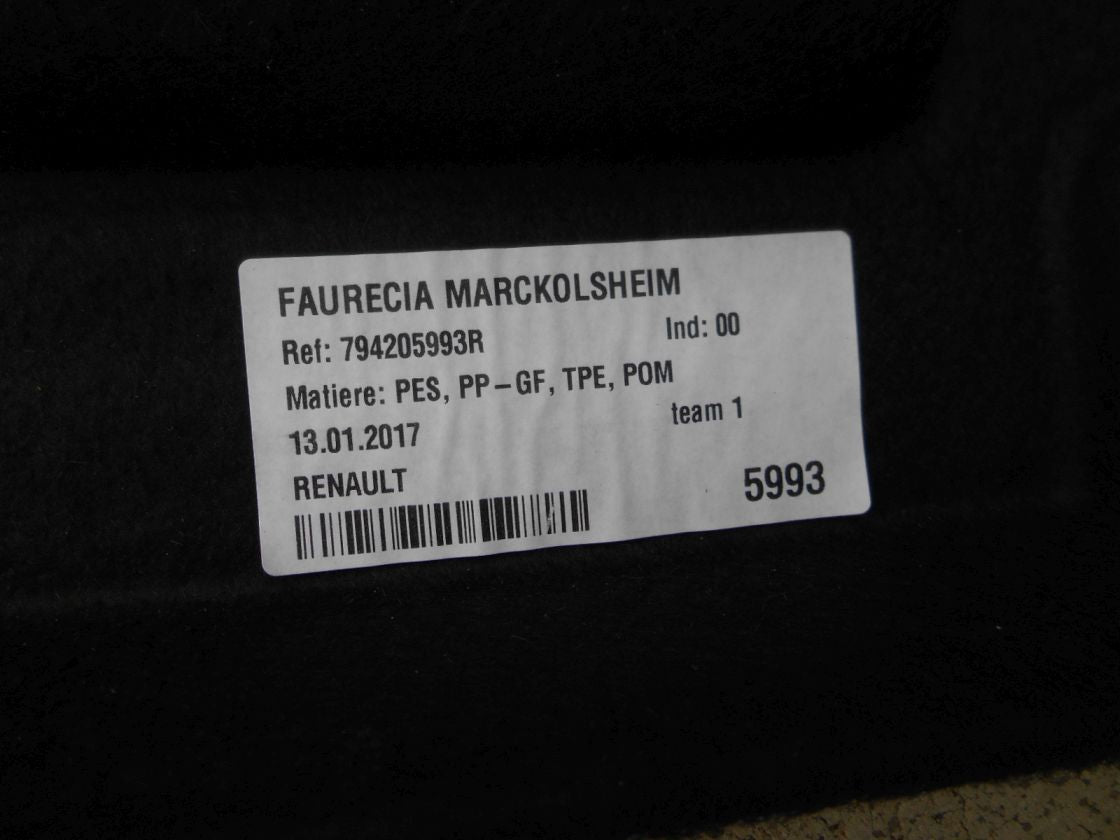 FAURECIA MARCKOLSHEIM
Ref: 794205993R Ind: 00
Matiere: PES, PP-GF, TPE, POM
13.01.2017 team 1
RENAULT
5993